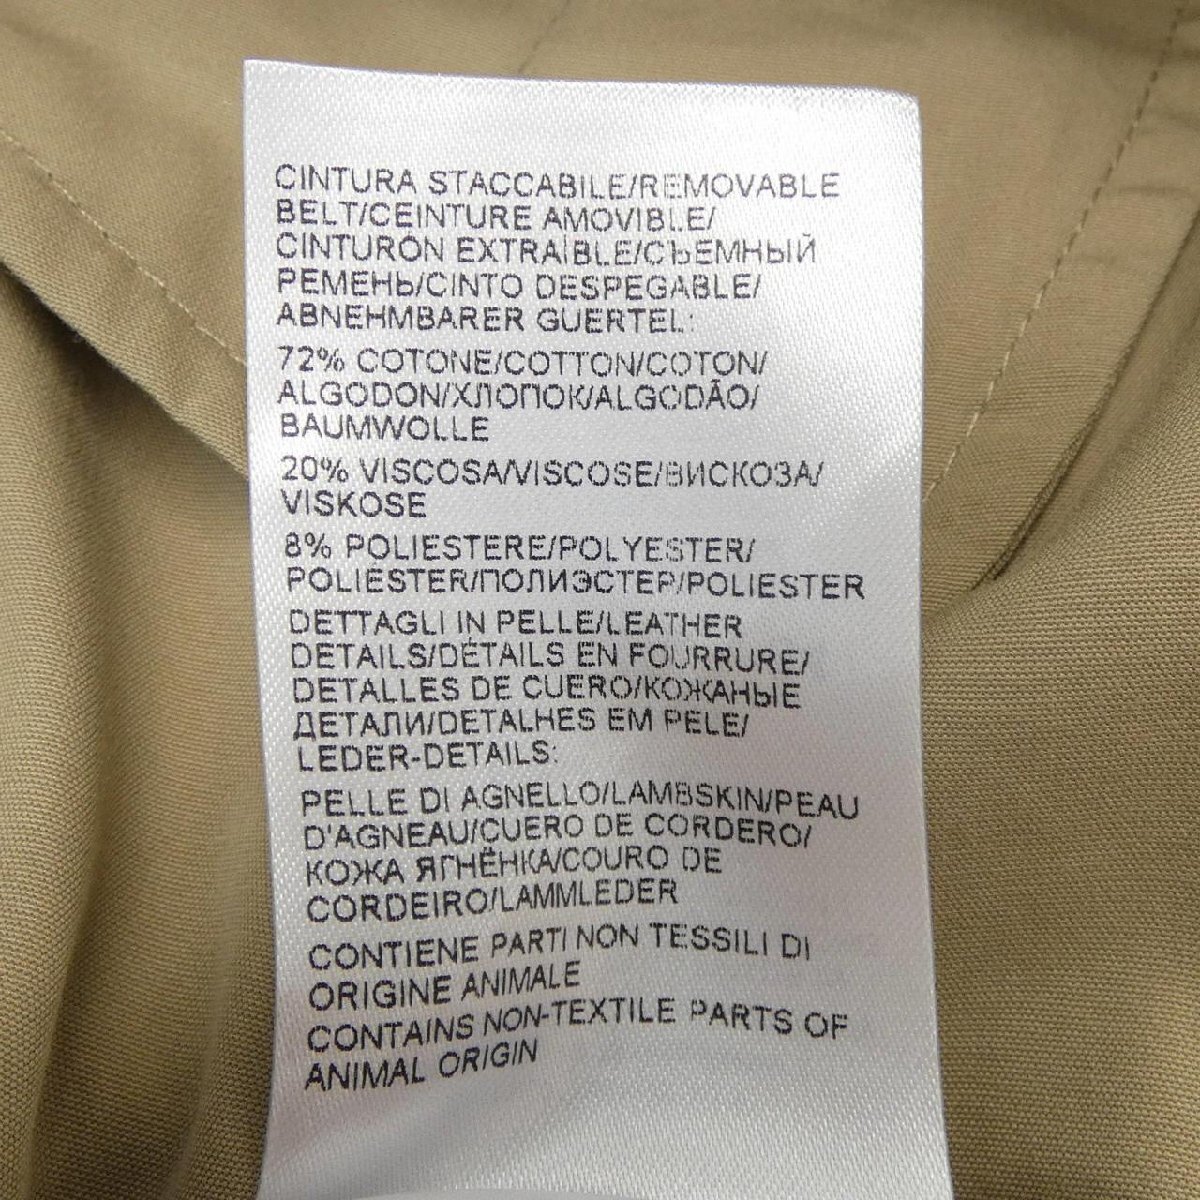 CINTURA STACCABILE/REMOVABLE
BELT/CEINTURE AMOVIBLE/
CINTURÓN EXTRAÍBLE/СЪЕМНЫЙ
РЕМЕНЬ/CINTO DESPEGABLE/
ABNEHMBARER GUERTEL:
72% COTONE/COTTON/COTON/
ALGODON/ХЛОПОК/ALGODÃO/
BAUMWOLLE
20% VISCOSA/VISCOSE/ВИСКОЗА/
VISKOSE
8% POLIESTERE/POLYESTER/
POLIESTER/ПОЛИЭСТЕР/POLIESTER
DETTAGLI IN PELLE/LEATHER
DETAILS/DÉTAILS EN FOURRURE/
DETALLES DE CUERO/КОЖАНЫЕ
ДЕТАЛИ/DETALHES EM PELE/
LEDER-DETAILS:
PELLE DI AGNELLO/LAMBSKIN/PEAU
D'AGNEAU/CUERO DE CORDERO/
КОЖА ЯГНЁНКА/COURO DE
CORDEIRO/LAMMLEDER
CONTIENE PARTI NON TESSILI DI
ORIGINE ANIMALE
CONTAINS NON-TEXTILE PARTS OF
ANIMAL ORIGIN